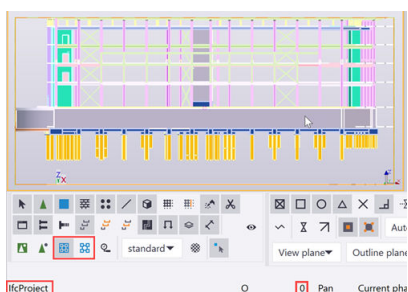 Z
X
standard
Auto
View plane
Outline plane
IfcProject O 0 Pan Current pha